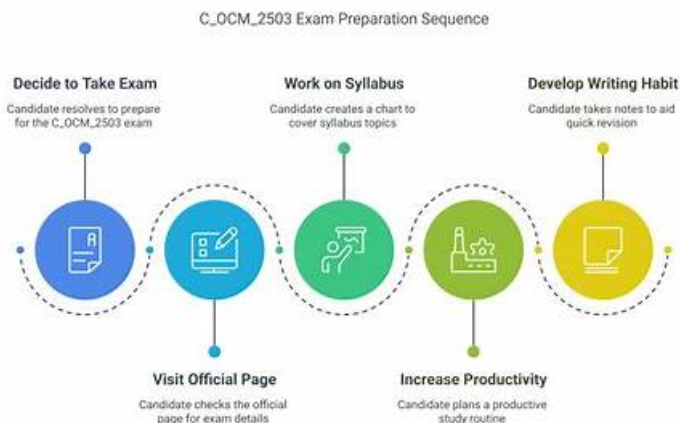 C_OCM_2503 Exam Preparation Sequence
Decide to Take Exam
Candidate resolves to prepare
for the C_OCM_2503 exam
Work on Syllabus
Candidate creates a chart to
cover syllabus topics
Develop Writing Habit
Candidate takes notes to aid
quick revision
A
Visit Official Page
Candidate checks the official
page for exam details
Increase Productivity
Candidate plans a productive
study routine